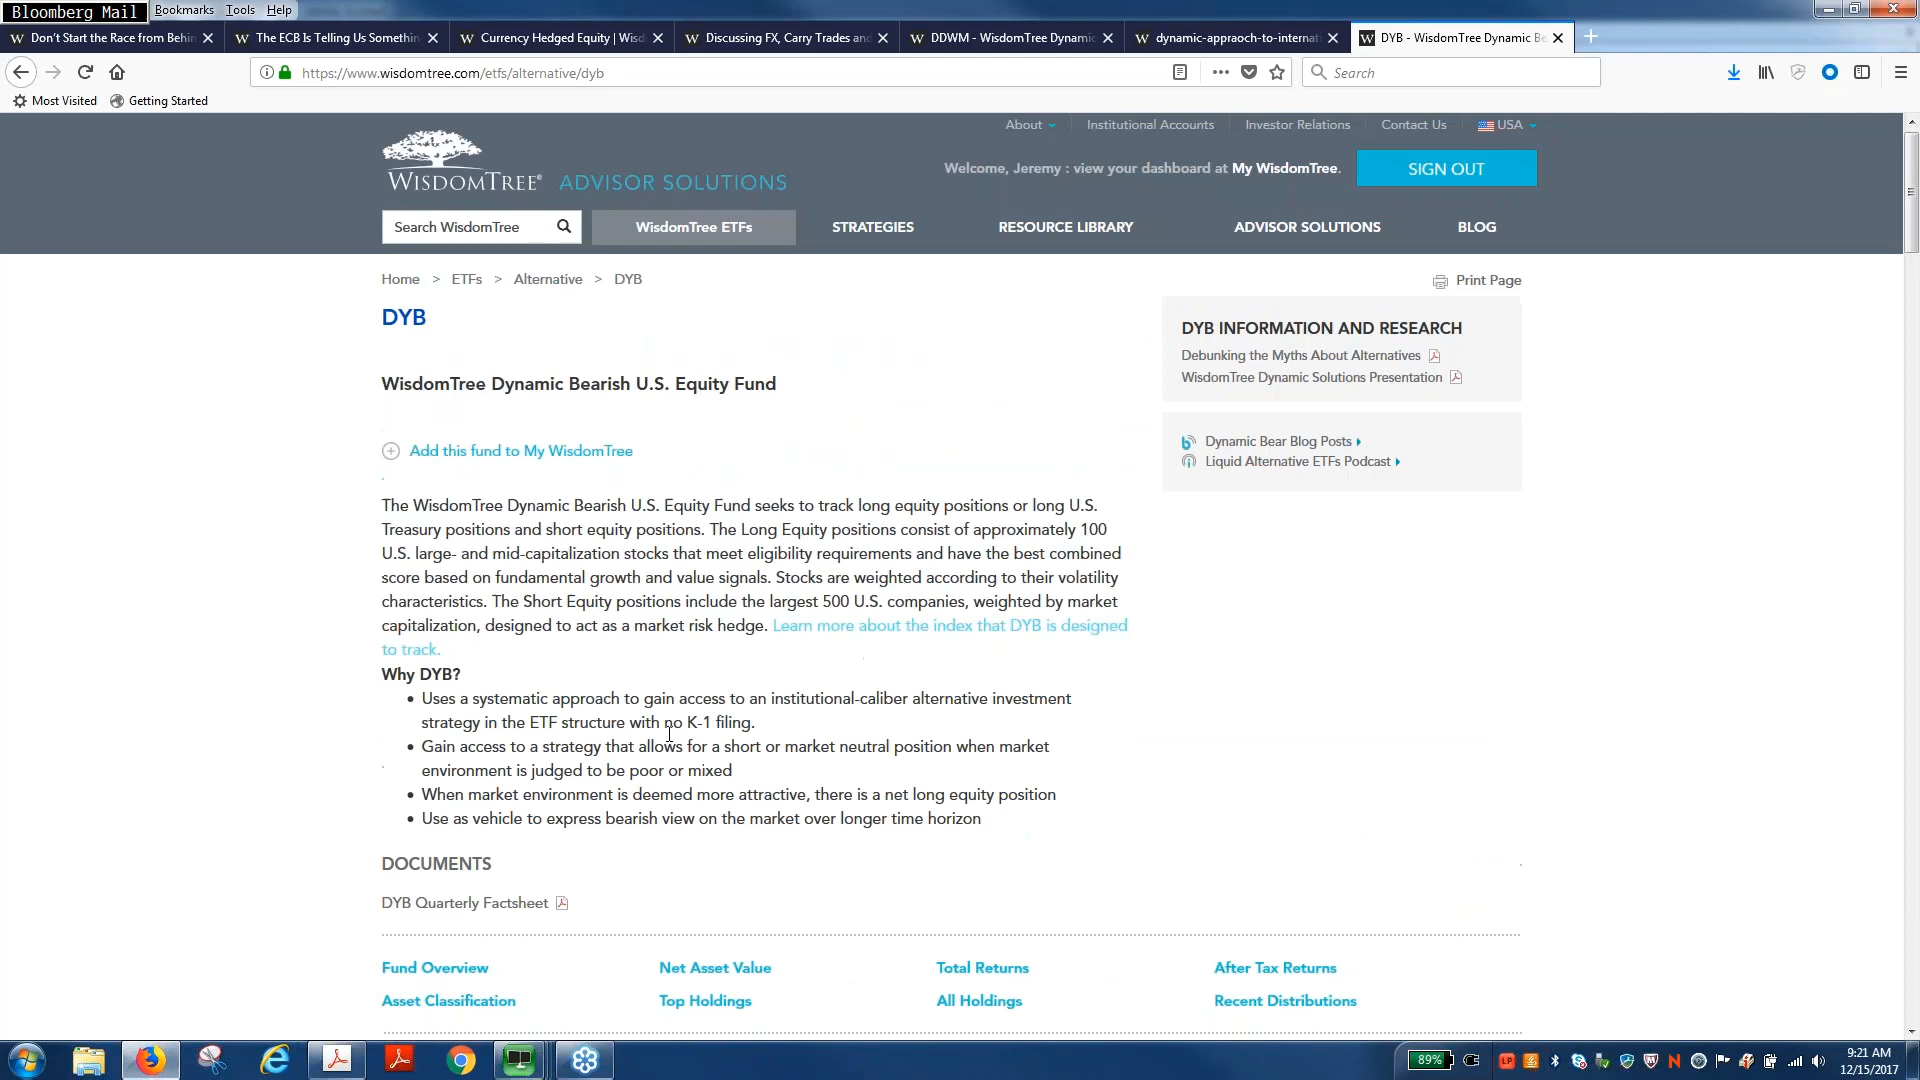 Bloomberg Mail
Bookmarks Tools Help
Don't Start the Race from Behin
The ECB Is Telling Us Somethin
Currency Hedged Equity | Wisd
Discussing FX, Carry Trades and
DDWM - WisdomTree Dynamic
dynamic-appraoch-to-internat
DYB - WisdomTree Dynamic Be
https://www.wisdomtree.com/etfs/alternative/dyb
Search
Most Visited Getting Started
About Institutional Accounts Investor Relations Contact Us USA
WISDOMTREE® ADVISOR SOLUTIONS
Welcome, Jeremy : view your dashboard at My WisdomTree. SIGN OUT
Search WisdomTree WisdomTree ETFs STRATEGIES RESOURCE LIBRARY ADVISOR SOLUTIONS BLOG
Home > ETFs > Alternative > DYB
Print Page
DYB
DYB INFORMATION AND RESEARCH
Debunking the Myths About Alternatives
WisdomTree Dynamic Solutions Presentation
WisdomTree Dynamic Bearish U.S. Equity Fund
Dynamic Bear Blog Posts
Liquid Alternative ETFs Podcast
Add this fund to My WisdomTree
The WisdomTree Dynamic Bearish U.S. Equity Fund seeks to track long equity positions or long U.S.
Treasury positions and short equity positions. The Long Equity positions consist of approximately 100
U.S. large- and mid-capitalization stocks that meet eligibility requirements and have the best combined
score based on fundamental growth and value signals. Stocks are weighted according to their volatility
characteristics. The Short Equity positions include the largest 500 U.S. companies, weighted by market
capitalization, designed to act as a market risk hedge. Learn more about the index that DYB is designed
to track.
Why DYB?
• Uses a systematic approach to gain access to an institutional-caliber alternative investment
strategy in the ETF structure with no K-1 filing.
• Gain access to a strategy that allows for a short or market neutral position when market
environment is judged to be poor or mixed
• When market environment is deemed more attractive, there is a net long equity position
• Use as vehicle to express bearish view on the market over longer time horizon
DOCUMENTS
DYB Quarterly Factsheet
Fund Overview Net Asset Value Total Returns After Tax Returns
Asset Classification Top Holdings All Holdings Recent Distributions
89%
9:21 AM
12/15/2017